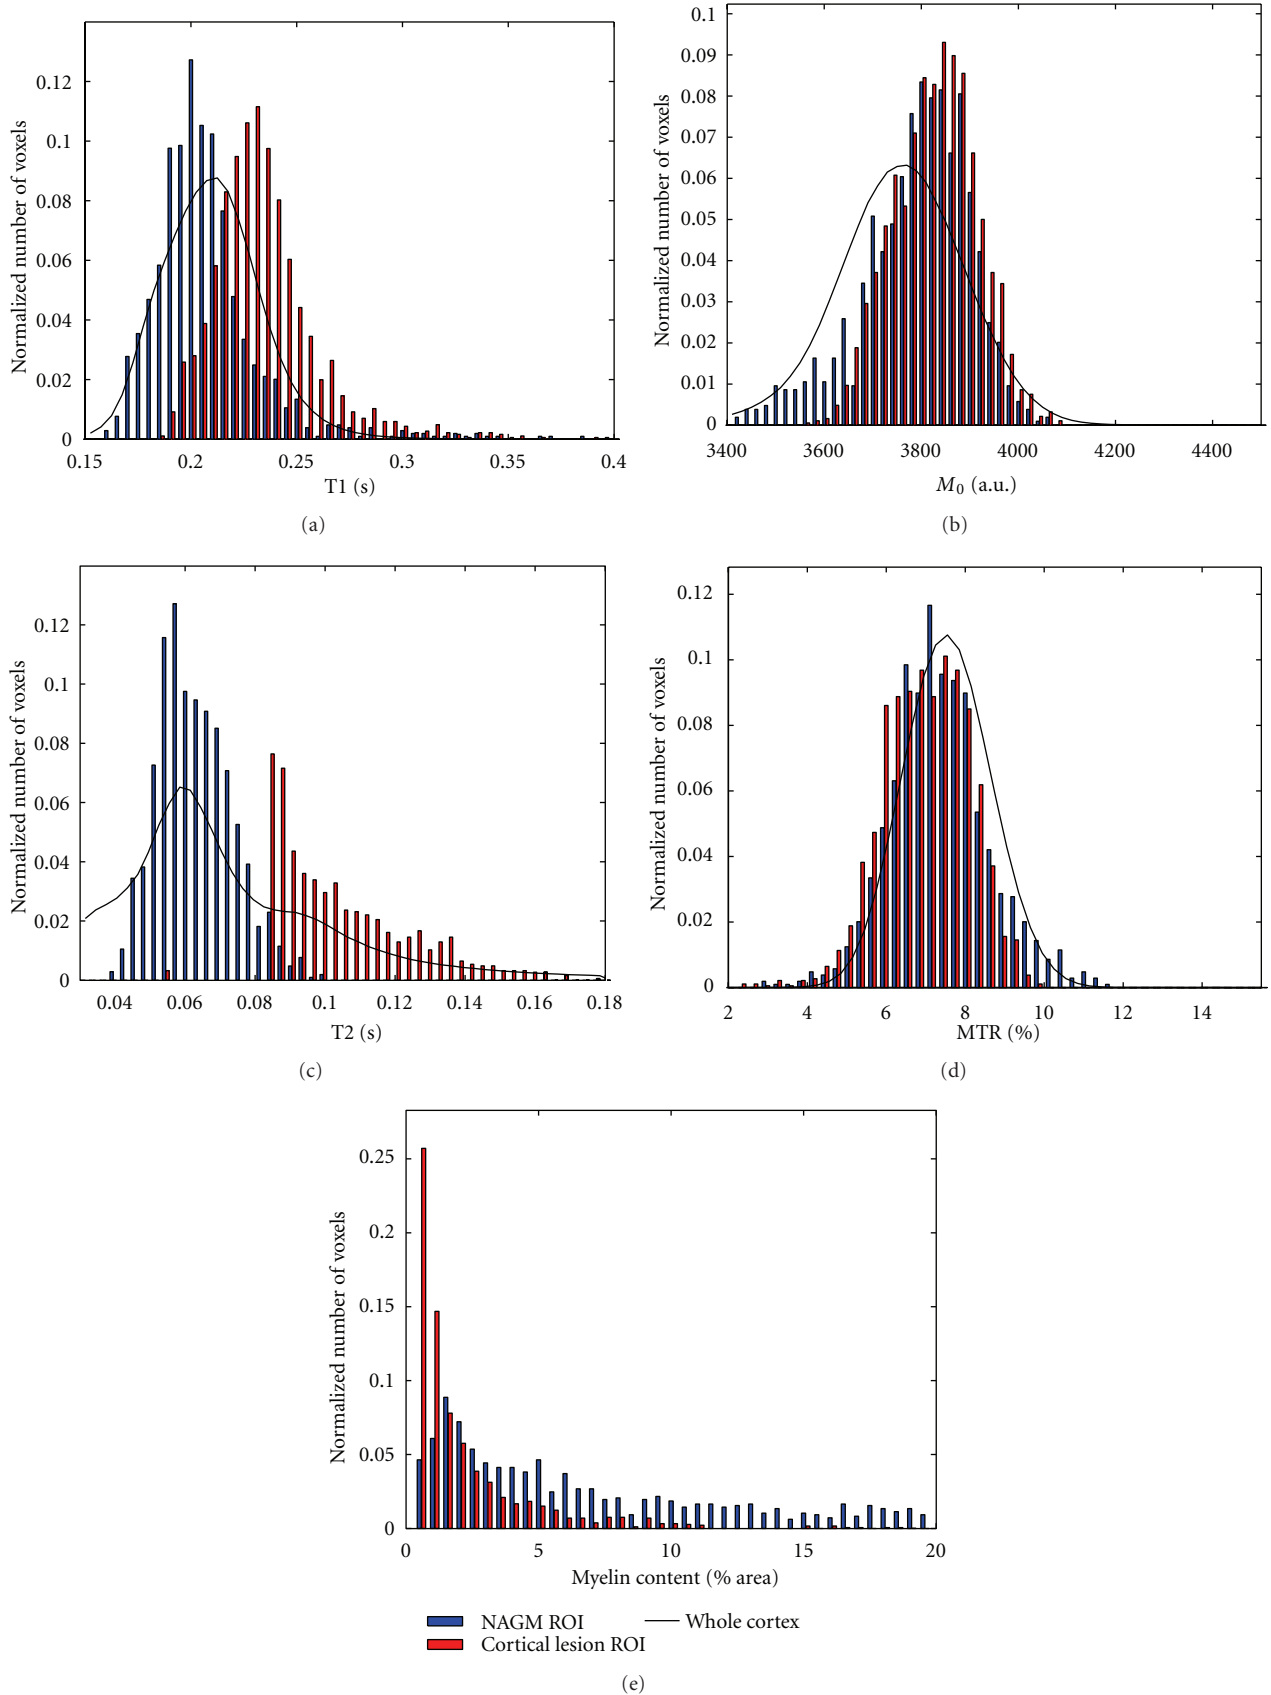 Normalized number of voxels
0.12
0.1
0.08
0.06
0.04
0.02
0
0.15 0.2 0.25 0.3 0.35 0.4
T1 (s)
(a)
Normalized number of voxels
0.1
0.09
0.08
0.07
0.06
0.05
0.04
0.03
0.02
0.01
0
3400 3600 3800 4000 4200 4400
M0 (a.u.)
(b)
Normalized number of voxels
0.12
0.1
0.08
0.06
0.04
0.02
0
0.04 0.06 0.08 0.1 0.12 0.14 0.16 0.18
T2 (s)
(c)
Normalized number of voxels
0.12
0.1
0.08
0.06
0.04
0.02
0
2 4 6 8 10 12 14
MTR (%)
(d)
Normalized number of voxels
0.25
0.2
0.15
0.1
0.05
0
0 5 10 15 20
Myelin content (% area)
NAGM ROI
Whole cortex
Cortical lesion ROI
(e)